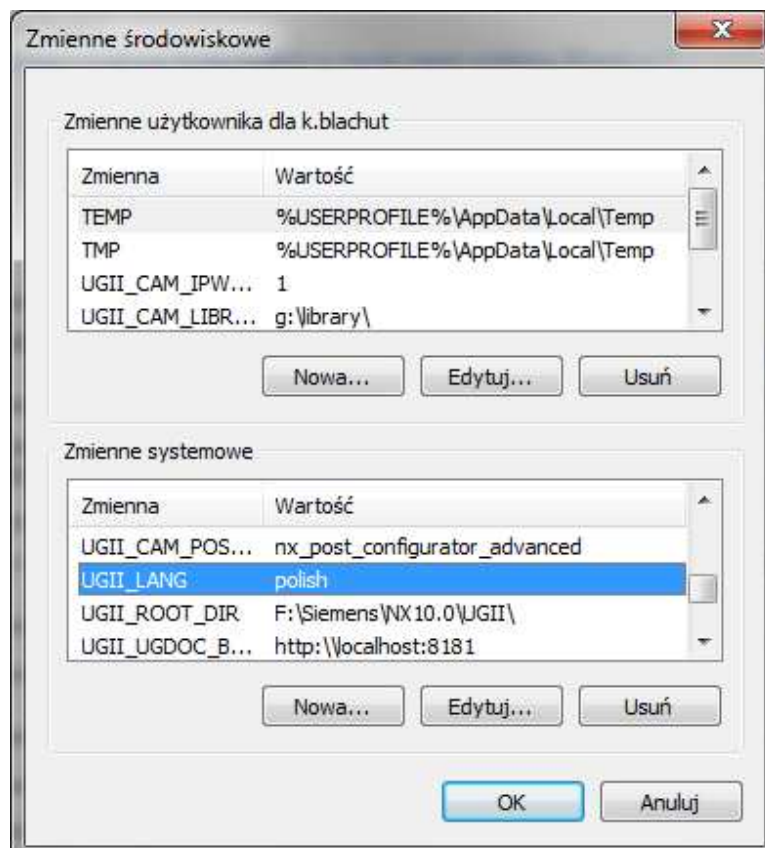 Zmienne środowiskowe
Zmienne użytkownika dla k.blachut
Zmienna Wartość
TEMP %USERPROFILE%\AppData\Local\Temp
TMP %USERPROFILE%\AppData\Local\Temp
UGII_CAM_IPW... 1
UGII_CAM_LIBR... g:\library\
Nowa... Edytuj... Usuń
Zmienne systemowe
Zmienna Wartość
UGII_CAM_POS... nx_post_configurator_advanced
UGII_LANG polish
UGII_ROOT_DIR F:\Siemens\NX10.0\UGII\
UGII_UGDOC_B... http:\\localhost:8181
Nowa... Edytuj... Usuń
OK Anuluj